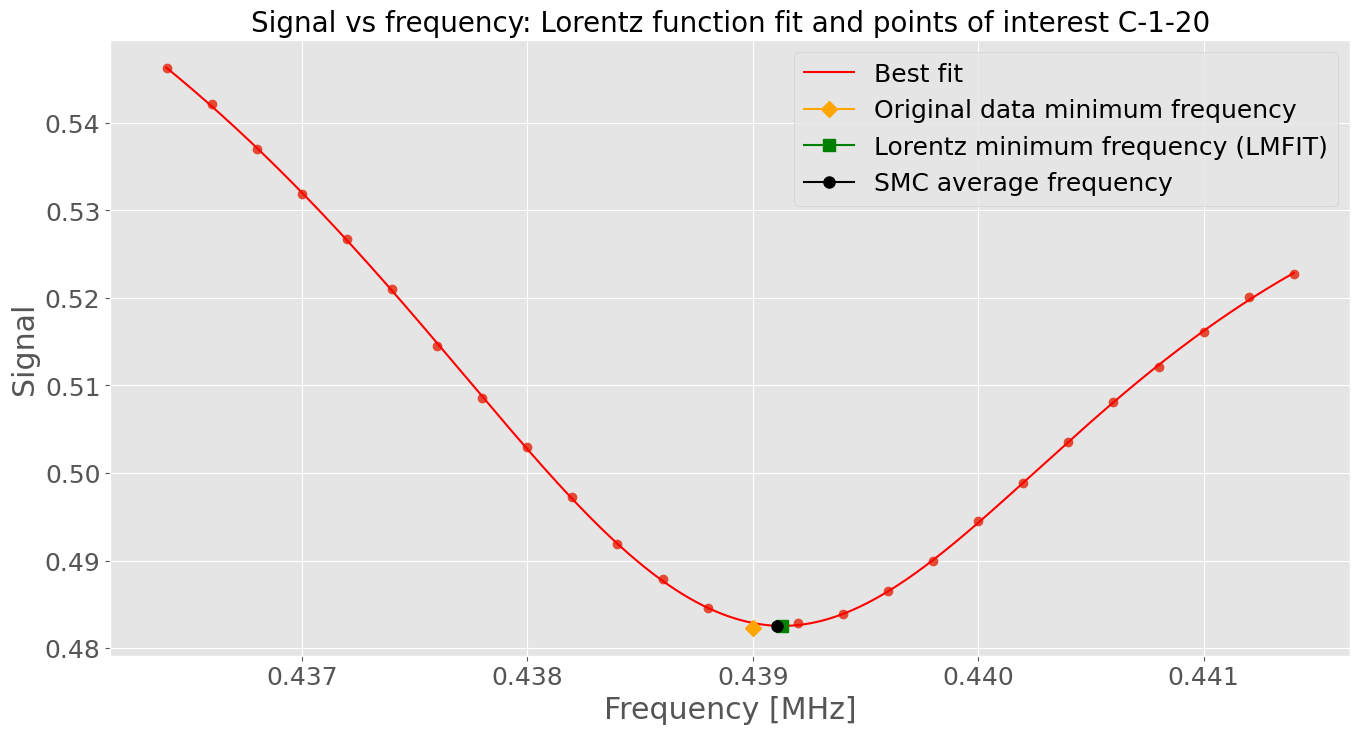 Signal vs frequency: Lorentz function fit and points of interest C-1-20
Best fit
Original data minimum frequency
Lorentz minimum frequency (LMFIT)
SMC average frequency
Signal
0.54
0.53
0.52
0.51
0.50
0.49
0.48
0.437
0.438
0.439
0.440
0.441
Frequency [MHz]